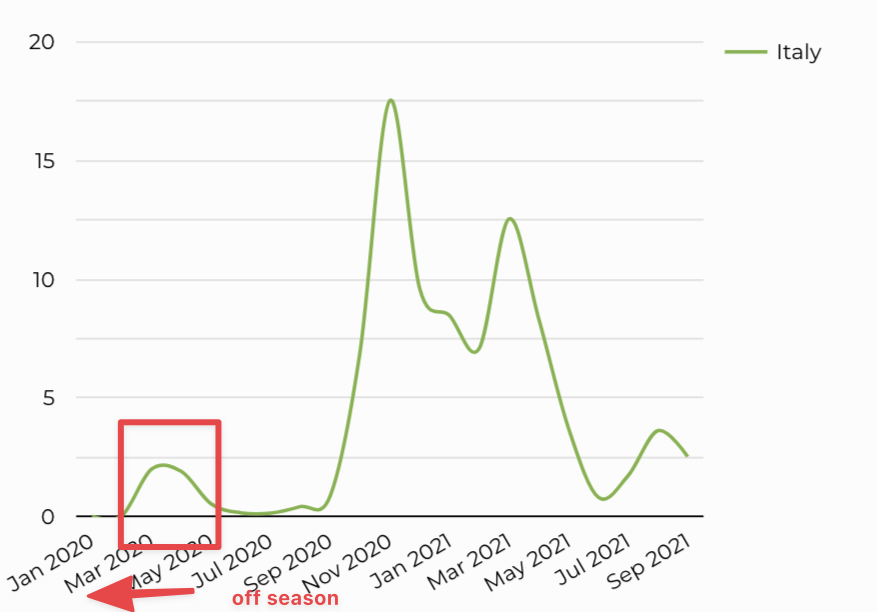 20
Italy
15
10
5
0
Jan 2020
Mar 2020
May 2020
Jul 2020
Sep 2020
Nov 2020
Jan 2021
Mar 2021
May 2021
Jul 2021
Sep 2021
off season